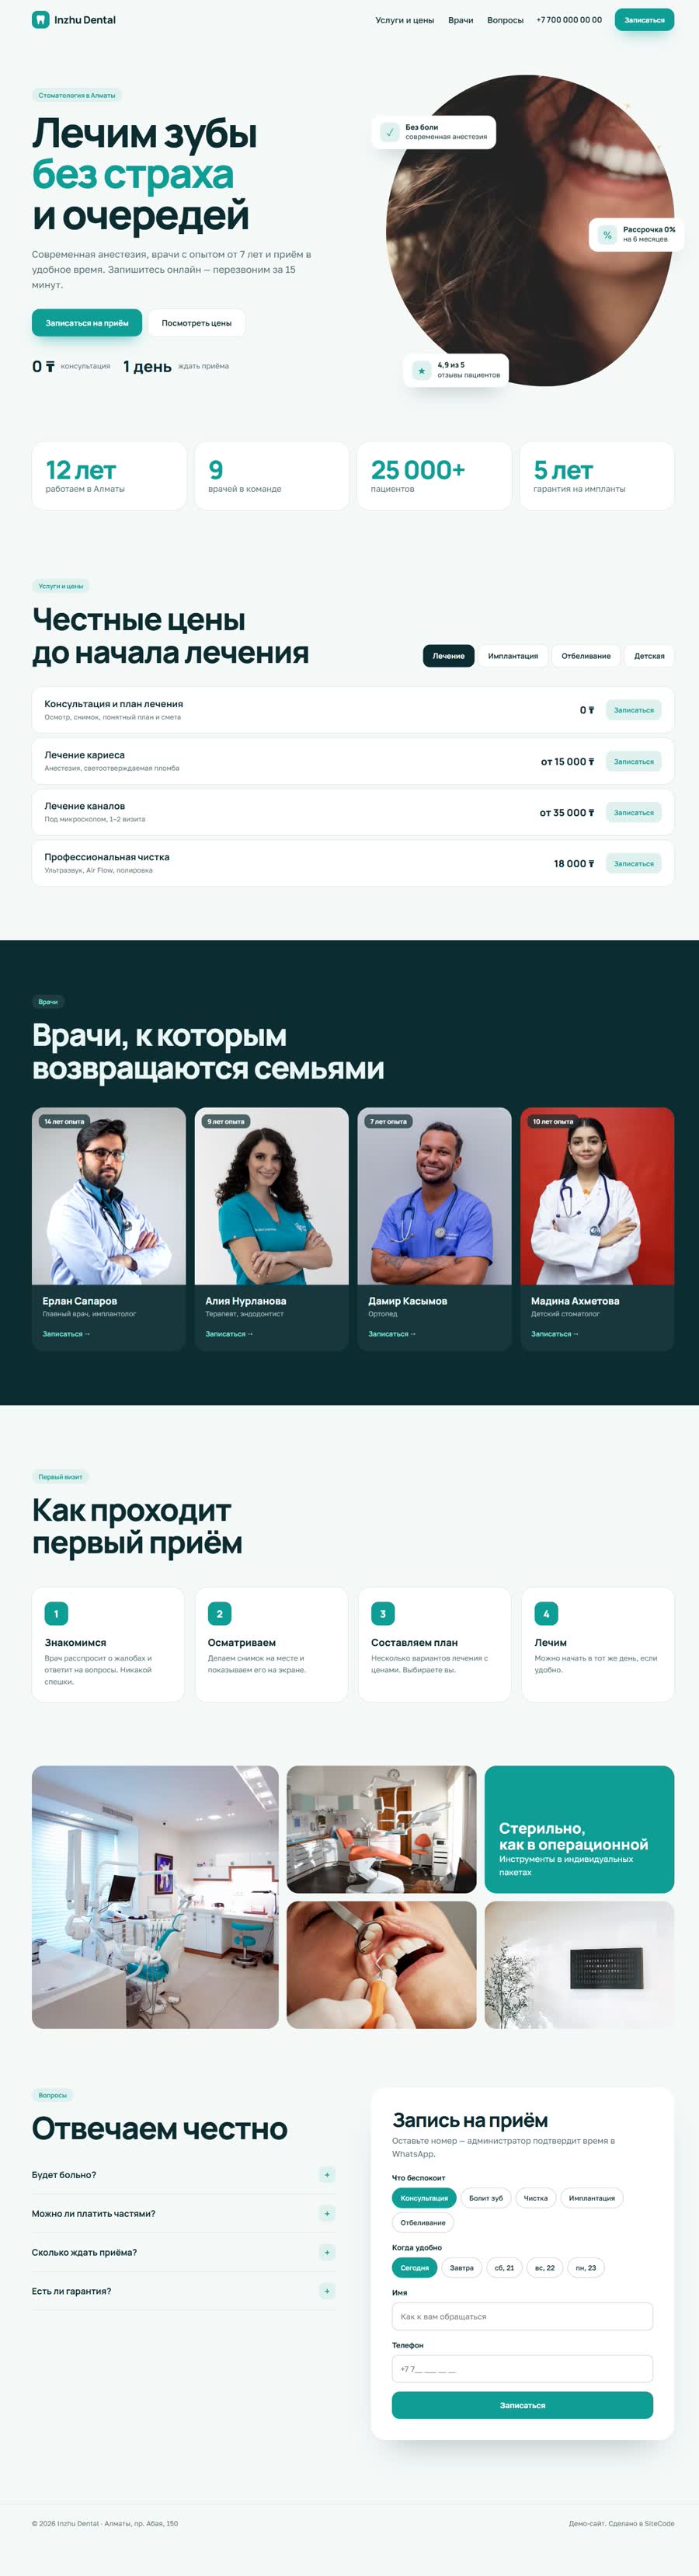 Inzhu Dental
Услуги и цены
Врачи
Вопросы
+7 700 000 00 00
Записаться
Стоматология в Алматы
Лечим зубы
без страха
и очередей
Современная анестезия, врачи с опытом от 7 лет и приём в
удобное время. Запишитесь онлайн — перезвоним за 15
минут.
Записаться на приём
Посмотреть цены
0 ₸ консультация
1 день ждать приёма
✓
Без боли
современная анестезия
%
Рассрочка 0%
на 6 месяцев
★
4,9 из 5
отзывы пациентов
12 лет
работаем в Алматы
9
врачей в команде
25 000+
пациентов
5 лет
гарантия на импланты
Услуги и цены
Честные цены
до начала лечения
Лечение
Имплантация
Отбеливание
Детская
Консультация и план лечения
Осмотр, снимок, понятный план и смета
0 ₸
Записаться
Лечение кариеса
Анестезия, светоотверждаемая пломба
от 15 000 ₸
Записаться
Лечение каналов
Под микроскопом, 1–2 визита
от 35 000 ₸
Записаться
Профессиональная чистка
Ультразвук, Air Flow, полировка
18 000 ₸
Записаться
Врачи
Врачи, к которым
возвращаются семьями
14 лет опыта
Ерлан Сапаров
Главный врач, имплантолог
Записаться →
9 лет опыта
Алия Нурланова
Терапевт, эндодонтист
Записаться →
7 лет опыта
Дамир Касымов
Ортопед
Записаться →
10 лет опыта
Мадина Ахметова
Детский стоматолог
Записаться →
Первый визит
Как проходит
первый приём
1
Знакомимся
Врач расспросит о жалобах и
ответит на вопросы. Никакой
спешки.
2
Осматриваем
Делаем снимок на месте и
показываем его на экране.
3
Составляем план
Несколько вариантов лечения с
ценами. Выбираете вы.
4
Лечим
Можно начать в тот же день, если
удобно.
Стерильно,
как в операционной
Инструменты в индивидуальных
пакетах
Вопросы
Отвечаем честно
Будет больно?
+
Можно ли платить частями?
+
Сколько ждать приёма?
+
Есть ли гарантия?
+
Запись на приём
Оставьте номер — администратор подтвердит время в
WhatsApp.
Что беспокоит
Консультация
Болит зуб
Чистка
Имплантация
Отбеливание
Когда удобно
Сегодня
Завтра
сб, 21
вс, 22
пн, 23
Имя
Как к вам обращаться
Телефон
+7 7__ ___ __ __
Записаться
© 2026 Inzhu Dental · Алматы, пр. Абая, 150
Демо-сайт. Сделано в SiteCode